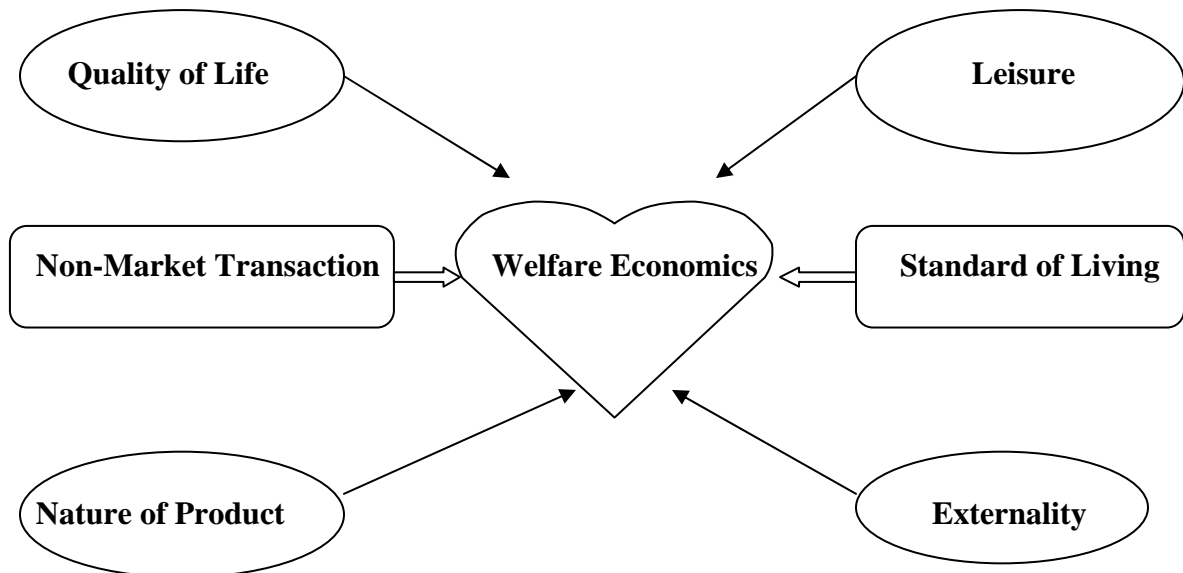 Quality of Life
Leisure
Non-Market Transaction
Welfare Economics
Standard of Living
Nature of Product
Externality